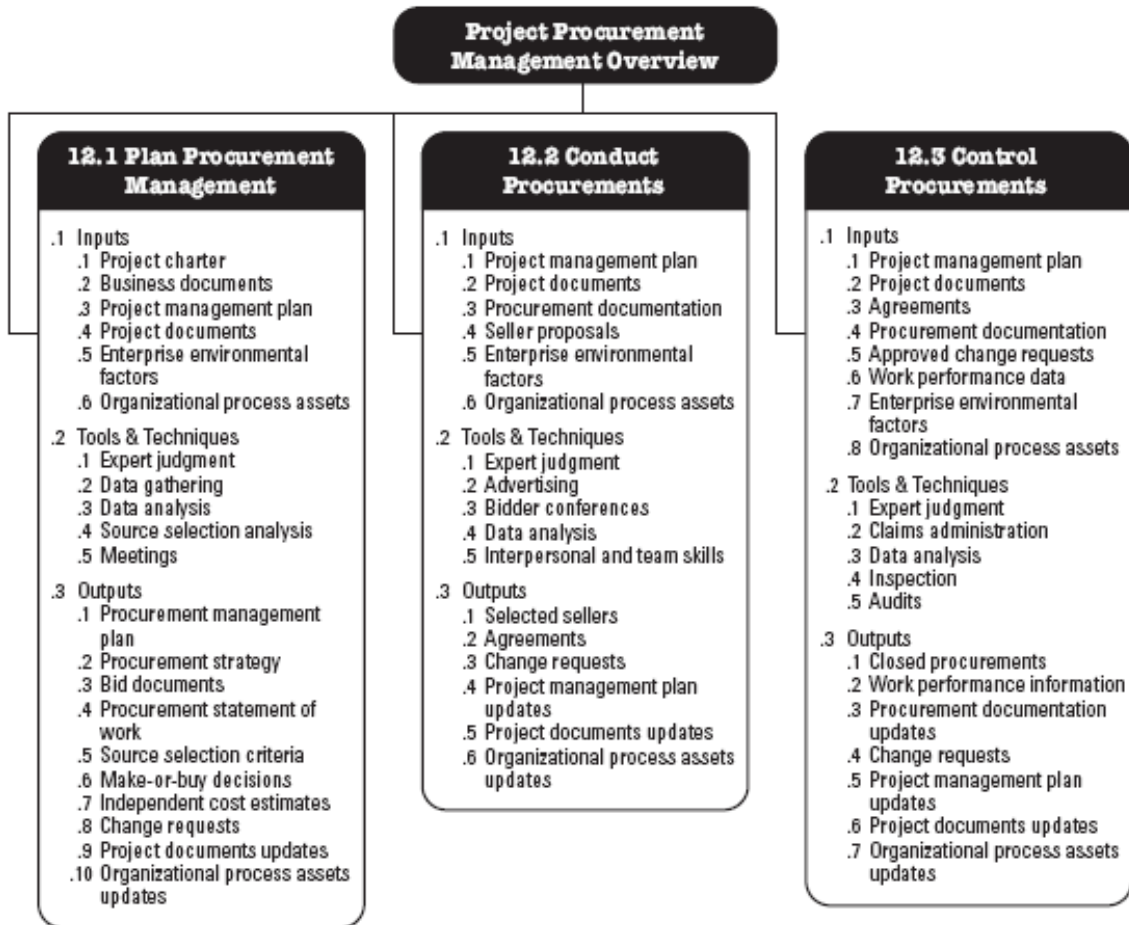 Project Procurement
Management Overview
12.1 Plan Procurement
Management
.1 Inputs
.1 Project charter
.2 Business documents
.3 Project management plan
.4 Project documents
.5 Enterprise environmental
factors
.6 Organizational process assets
.2 Tools & Techniques
.1 Expert judgment
.2 Data gathering
.3 Data analysis
.4 Source selection analysis
.5 Meetings
.3 Outputs
.1 Procurement management
plan
.2 Procurement strategy
.3 Bid documents
.4 Procurement statement of
work
.5 Source selection criteria
.6 Make-or-buy decisions
.7 Independent cost estimates
.8 Change requests
.9 Project documents updates
.10 Organizational process assets
updates
12.2 Conduct
Procurements
.1 Inputs
.1 Project management plan
.2 Project documents
.3 Procurement documentation
.4 Seller proposals
.5 Enterprise environmental
factors
.6 Organizational process assets
.2 Tools & Techniques
.1 Expert judgment
.2 Advertising
.3 Bidder conferences
.4 Data analysis
.5 Interpersonal and team skills
.3 Outputs
.1 Selected sellers
.2 Agreements
.3 Change requests
.4 Project management plan
updates
.5 Project documents updates
.6 Organizational process assets
updates
12.3 Control
Procurements
.1 Inputs
.1 Project management plan
.2 Project documents
.3 Agreements
.4 Procurement documentation
.5 Approved change requests
.6 Work performance data
.7 Enterprise environmental
factors
.8 Organizational process assets
.2 Tools & Techniques
.1 Expert judgment
.2 Claims administration
.3 Data analysis
.4 Inspection
.5 Audits
.3 Outputs
.1 Closed procurements
.2 Work performance information
.3 Procurement documentation
updates
.4 Change requests
.5 Project management plan
updates
.6 Project documents updates
.7 Organizational process assets
updates